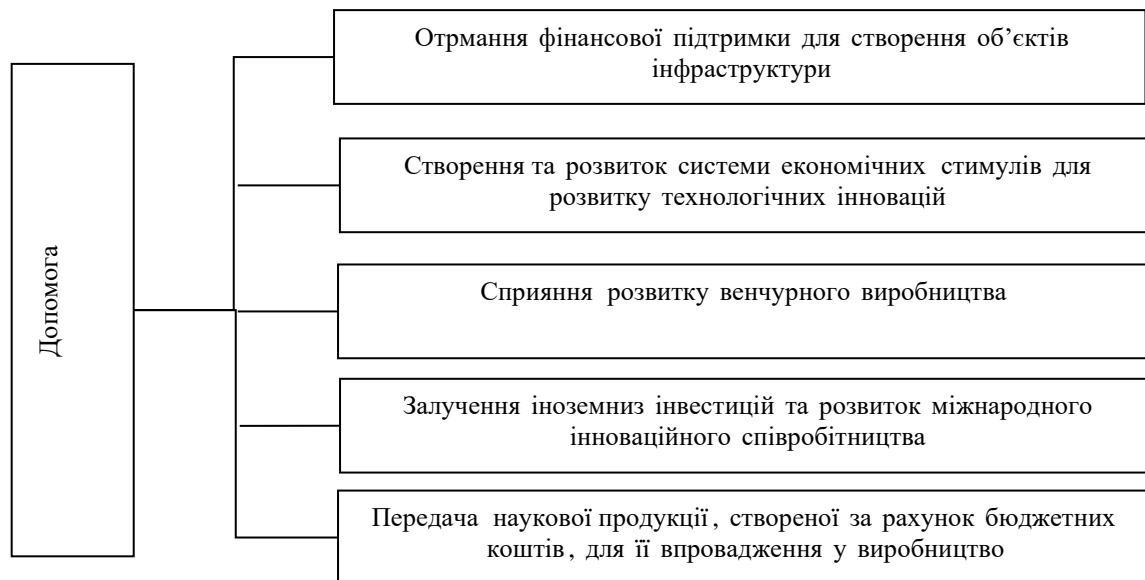 Допомога
Отрмання фінансової підтримки для створення об’єктів
інфраструктури
Створення та розвиток системи економічних стимулів для
розвитку технологічних інновацій
Сприяння розвитку венчурного виробництва
Залучення іноземниз інвестицій та розвиток міжнародного
інноваційного співробітництва
Передача наукової продукції, створеної за рахунок бюджетних
коштів, для її впровадження у виробництво